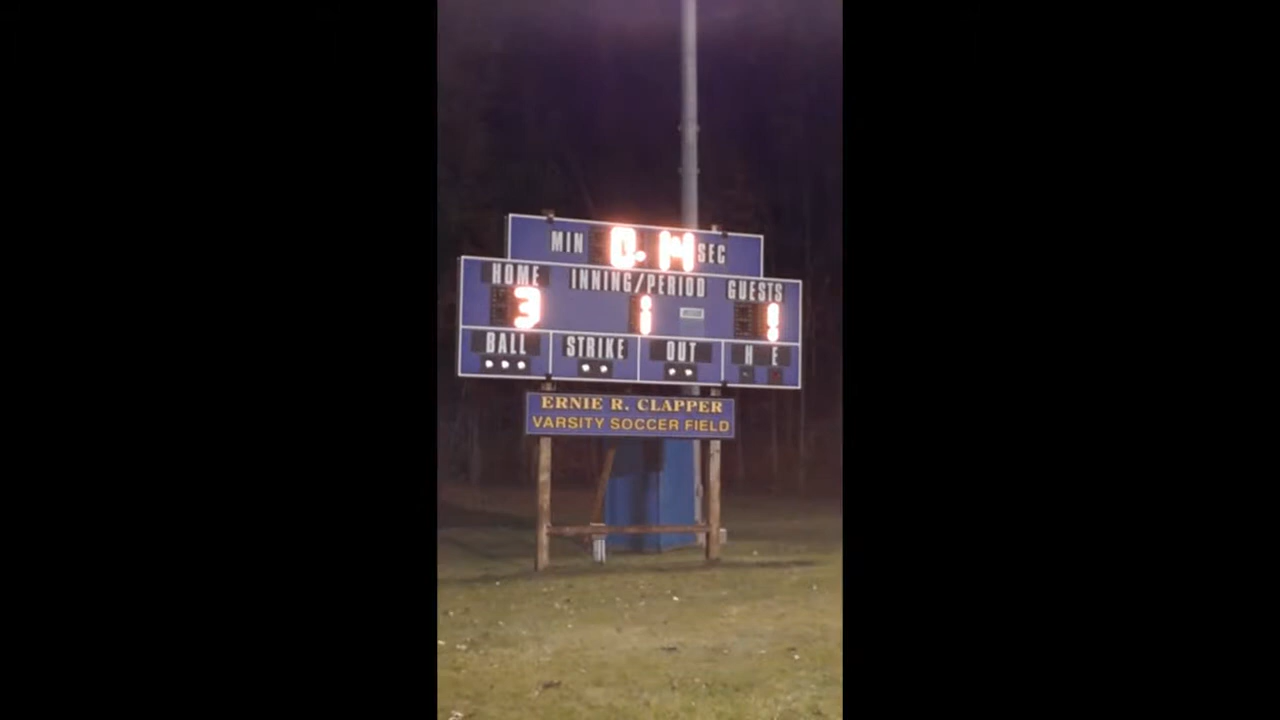 MIN 0.14 SEC
HOME INNING/PERIOD GUESTS
3 1 1
BALL STRIKE OUT H E
ERNIE R. CLAPPER
VARSITY SOCCER FIELD